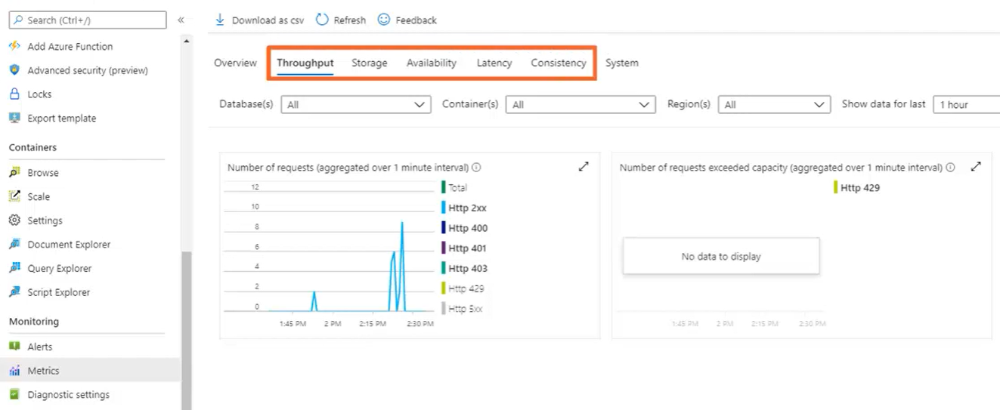 Search (Ctrl+/)
«
Add Azure Function
Advanced security (preview)
Locks
Export template
Containers
Browse
Scale
Settings
Document Explorer
Query Explorer
Script Explorer
Monitoring
Alerts
Metrics
Diagnostic settings
Download as csv Refresh Feedback
Overview Throughput Storage Availability Latency Consistency System
Database(s) All Container(s) All Region(s) All Show data for last 1 hour
Number of requests (aggregated over 1 minute interval)
12
10
8
6
4
2
0
1:45 PM 2 PM 2:15 PM 2:30 PM
Total
Http 2xx
Http 400
Http 401
Http 403
Http 429
Http 5xx
Number of requests exceeded capacity (aggregated over 1 minute interval)
Http 429
No data to display
1:45 PM 2 PM 2:15 PM 2:30 PM